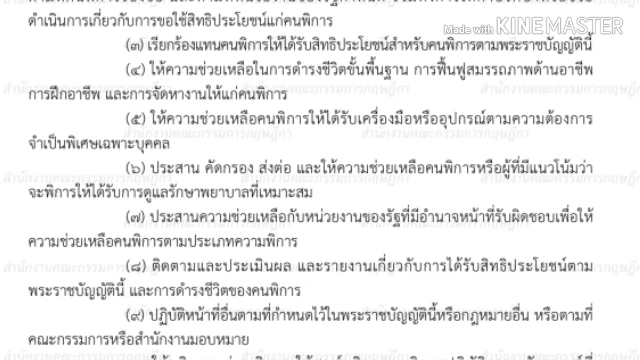 ดำเนินการเกี่ยวกับการขอใช้สิทธิประโยชน์แก่คนพิการ
Made with KINEMASTER
(๓) เรียกร้องแทนคนพิการให้ได้รับสิทธิประโยชน์สำหรับคนพิการตามพระราชบัญญัตินี้
(๔) ให้ความช่วยเหลือในการดำรงชีวิตขั้นพื้นฐาน การฟื้นฟูสมรรถภาพด้านอาชีพ
การฝึกอาชีพ และการจัดหางานให้แก่คนพิการ
(๕) ให้ความช่วยเหลือคนพิการให้ได้รับเครื่องมือหรืออุปกรณ์ตามความต้องการ
จำเป็นพิเศษเฉพาะบุคคล
(๖) ประสาน คัดกรอง ส่งต่อ และให้ความช่วยเหลือคนพิการหรือผู้ที่มีแนวโน้มว่า
จะพิการให้ได้รับการดูแลรักษาพยาบาลที่เหมาะสม
(๗) ประสานความช่วยเหลือกับหน่วยงานของรัฐที่มีอำนาจหน้าที่รับผิดชอบเพื่อให้
ความช่วยเหลือคนพิการตามประเภทความพิการ
(๘) ติดตามและประเมินผล และรายงานเกี่ยวกับการได้รับสิทธิประโยชน์ตาม
พระราชบัญญัตินี้ และการดำรงชีวิตของคนพิการ
(๙) ปฏิบัติหน้าที่อื่นตามที่กำหนดไว้ในพระราชบัญญัตินี้หรือกฎหมายอื่น หรือตามที่
คณะกรรมการหรือสำนักงานมอบหมาย